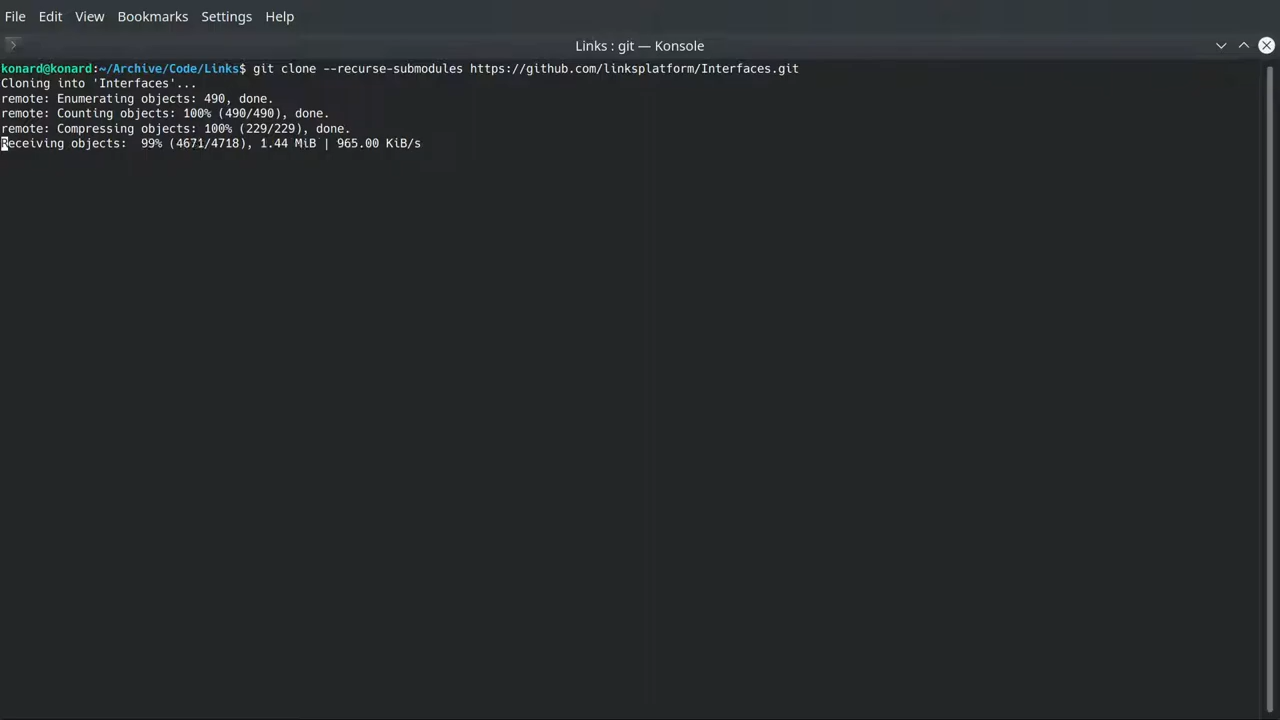 File Edit View Bookmarks Settings Help
Links : git — Konsole
konard@konard:~/Archive/Code/Links$ git clone --recurse-submodules https://github.com/linksplatform/Interfaces.git
Cloning into 'Interfaces'...
remote: Enumerating objects: 490, done.
remote: Counting objects: 100% (490/490), done.
remote: Compressing objects: 100% (229/229), done.
Receiving objects:  99% (4671/4718), 1.44 MiB | 965.00 KiB/s